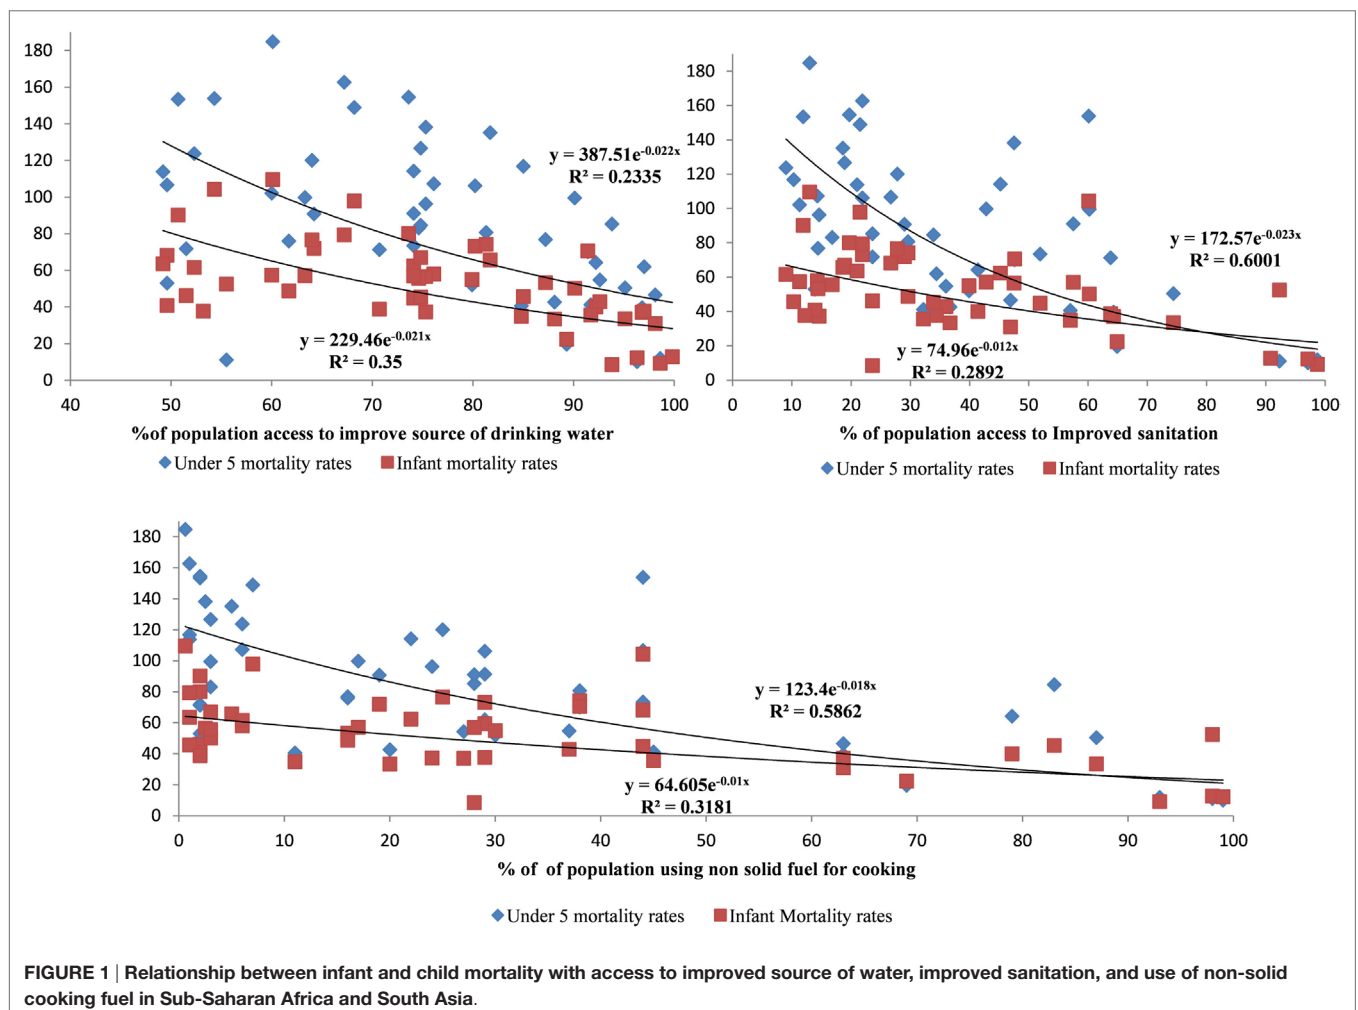 180
160
140
120
100
80
60
40
20
0
40 50 60 70 80 90 100
y = 387.51e-0.022x
R² = 0.2335
y = 229.46e-0.021x
R² = 0.35
%of population access to improve source of drinking water
Under 5 mortality rates Infant mortality rates
180
160
140
120
100
80
60
40
20
0
0 10 20 30 40 50 60 70 80 90 100
y = 172.57e-0.023x
R² = 0.6001
y = 74.96e-0.012x
R² = 0.2892
% of population access to Improved sanitation
Under 5 mortality rates Infant mortality rates
180
160
140
120
100
80
60
40
20
0
0 10 20 30 40 50 60 70 80 90 100
y = 123.4e-0.018x
R² = 0.5862
y = 64.605e-0.01x
R² = 0.3181
% of of population using non solid fuel for cooking
Under 5 mortality rates Infant Mortality rates
FIGURE 1 | Relationship between infant and child mortality with access to improved source of water, improved sanitation, and use of non-solid
cooking fuel in Sub-Saharan Africa and South Asia.